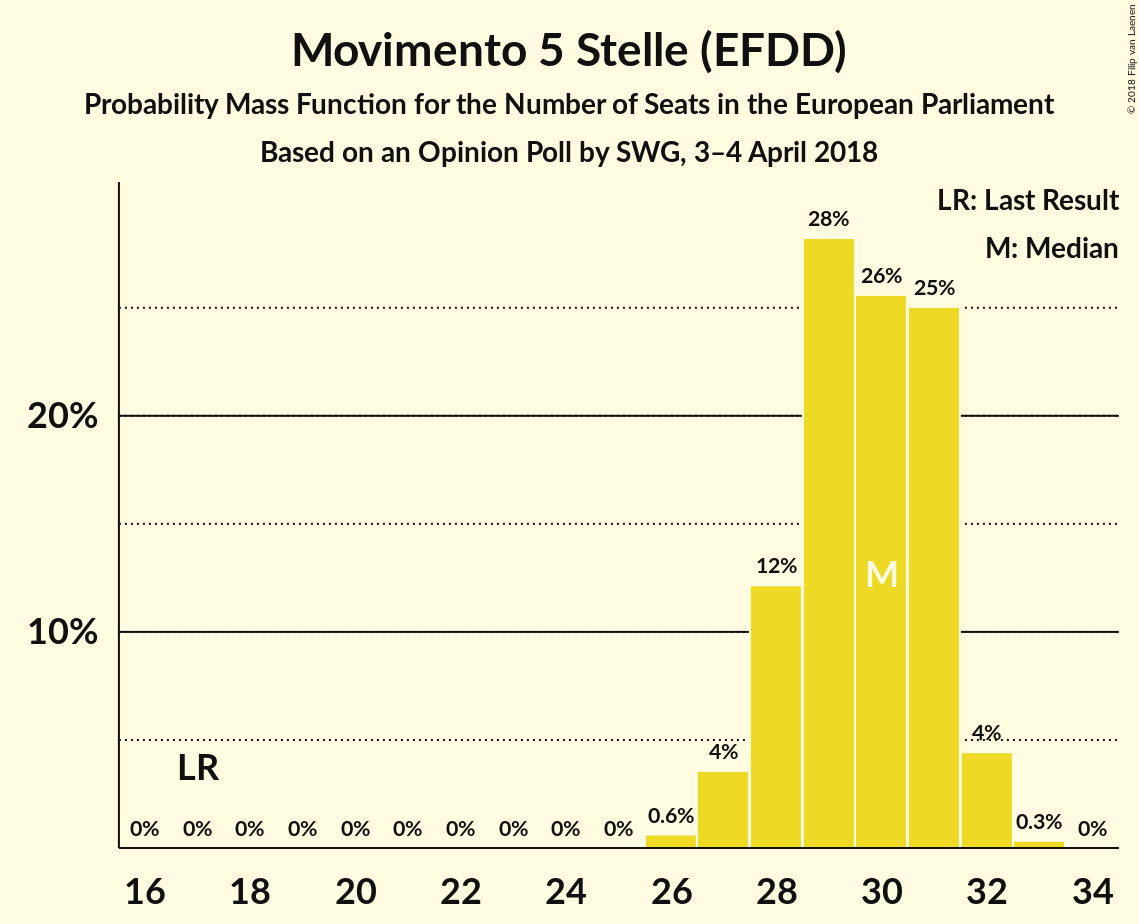 Movimento 5 Stelle (EFDD)
Probability Mass Function for the Number of Seats in the European Parliament
Based on an Opinion Poll by SWG, 3–4 April 2018
© 2018 Filip van Laenen
LR: Last Result
M: Median
28%
26%
25%
20%
12%
M
10%
4%
4%
LR
0% 0% 0% 0% 0% 0% 0% 0% 0% 0% 0.6% 0.3% 0%
16 18 20 22 24 26 28 30 32 34